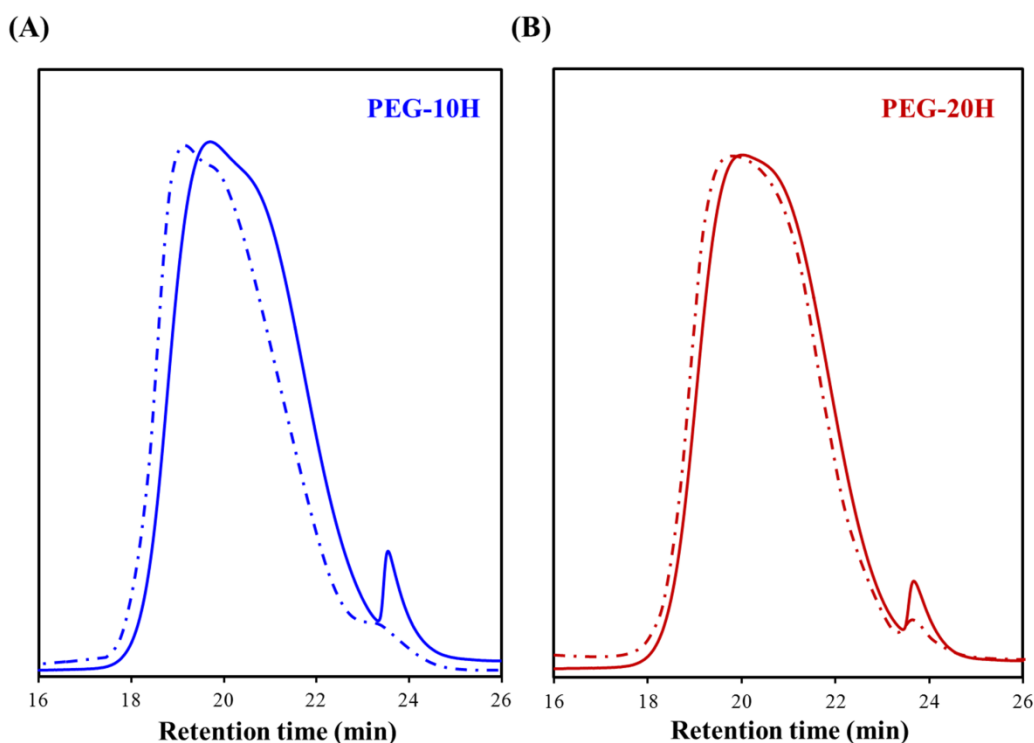 (A)
PEG-10H
16 18 20 22 24 26
Retention time (min)
(B)
PEG-20H
16 18 20 22 24 26
Retention time (min)